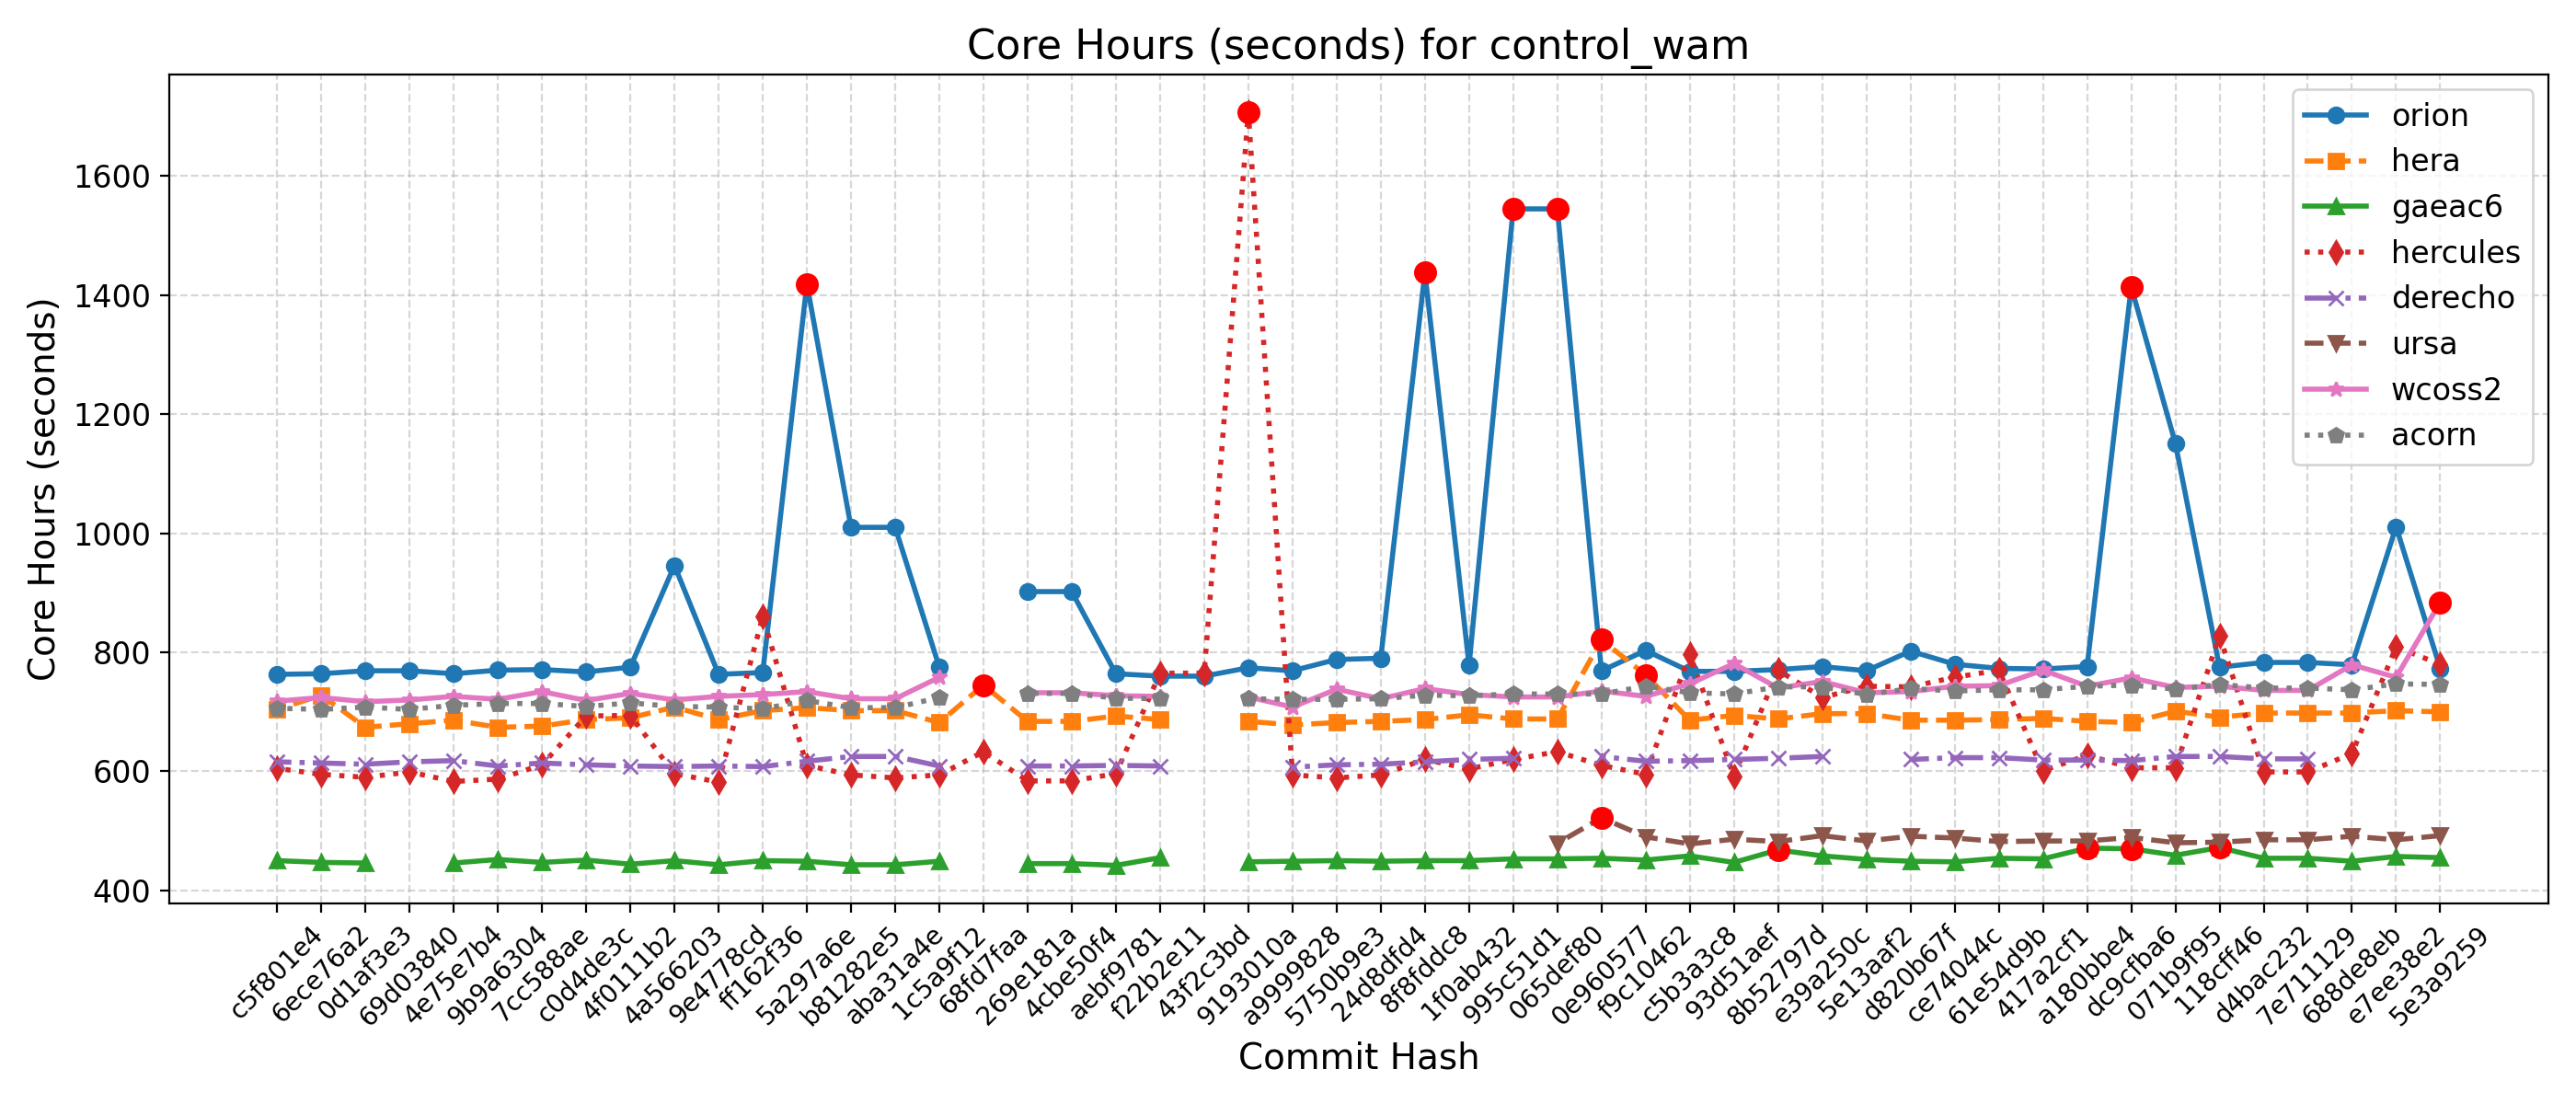 Core Hours (seconds) for control_wam
Core Hours (seconds)
1600
1400
1200
1000
800
600
400
orion
hera
gaeac6
hercules
derecho
ursa
wcoss2
acorn
c5f801e4
6ece76a2
0d1af3e3
69d03840
4e75e7b4
9b9a6304
7cc588ae
c0d4de3c
4f0111b2
4a566203
9e4778cd
ff162f36
5a297a6e
b81282e5
aba31a4e
1c5a9f12
68fd7faa
269e181a
4cbe50f4
aebf9781
f22b2e11
43f2c3bd
9193010a
a9999828
5750b9e3
24d8dfd4
8f8fddc8
1f0ab432
995c51d1
065def80
0e960577
f9c10462
c5b3a3c8
93d51aef
8b52797d
e39a250c
5e13aaf2
d820b67f
ce74044c
61e54d9b
417a2cf1
a180bbe4
dc9cfba6
071b9f95
118cff46
d4bac232
7e711129
688de8eb
e7ee38e2
5e3a9259
Commit Hash